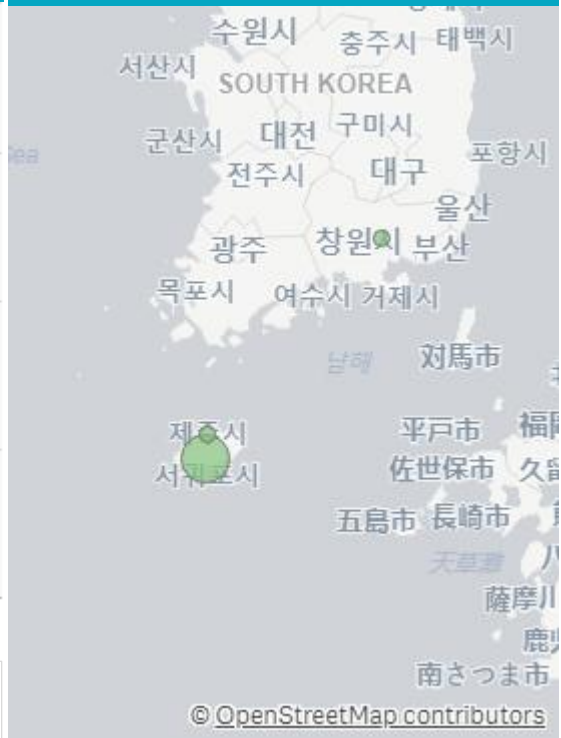 수원시
충주시
태백시
서산시
SOUTH KOREA
군산시
대전
구미시
포항시
Sea
전주시
대구
울산
광주
창원시
부산
목포시
여수시
거제시
남해
対馬市
제주시
平戸市
서귀포시
佐世保市
五島市
長崎市
天草灘
南さつま市
© OpenStreetMap contributors